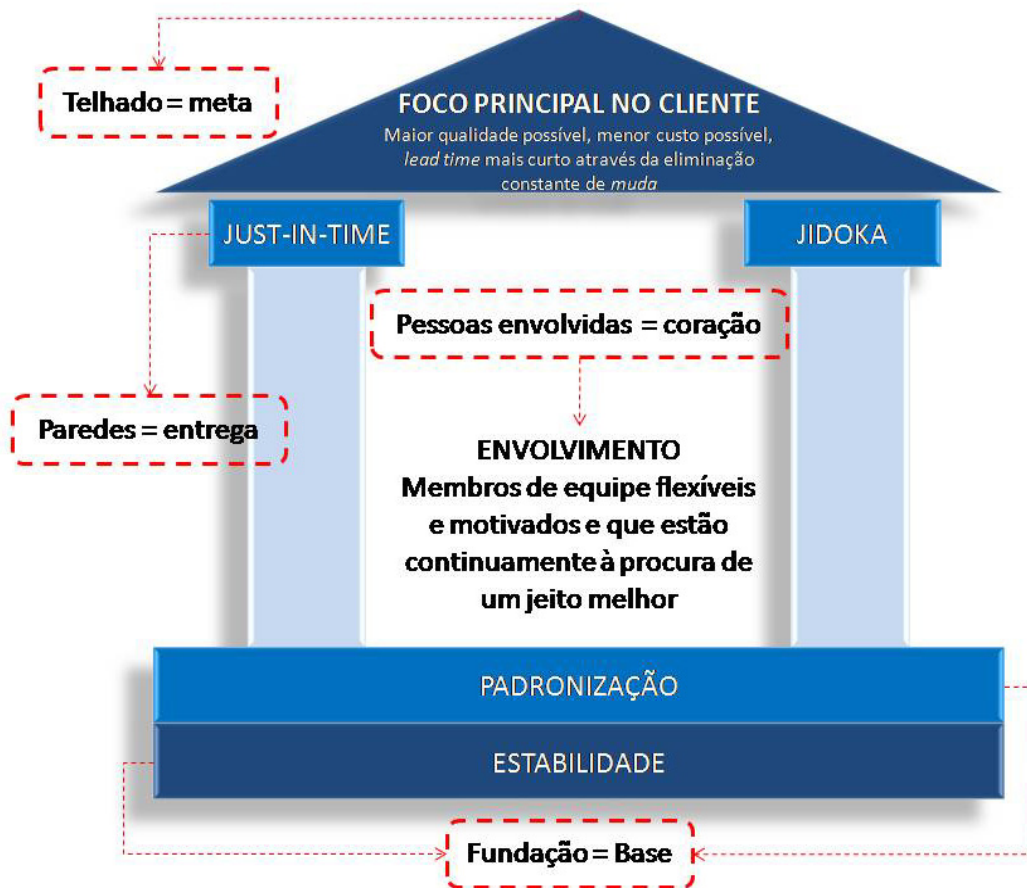 Telhado = meta
FOCO PRINCIPAL NO CLIENTE
Maior qualidade possível, menor custo possível,
lead time mais curto através da eliminação
constante de muda
JUST-IN-TIME
JIDOKA
Pessoas envolvidas = coração
Paredes = entrega
ENVOLVIMENTO
Membros de equipe flexíveis
e motivados e que estão
continuamente à procura de
um jeito melhor
PADRONIZAÇÃO
ESTABILIDADE
Fundação = Base